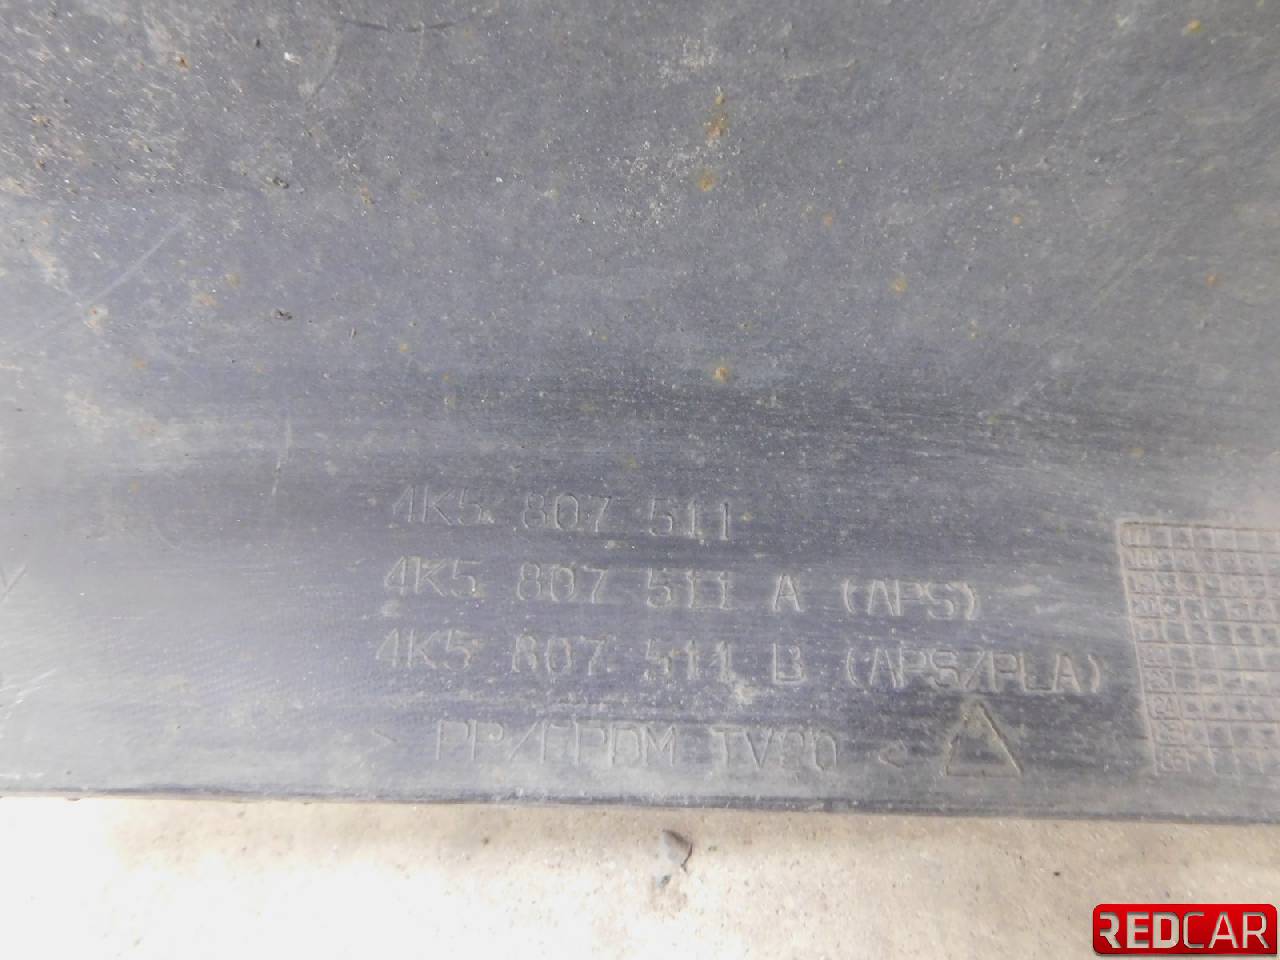 4K5 807 511
4K5 807 511 A (APS)
4K5 807 511 B (APS/PLA)
> PP/EPDM TV20 <
REDCAR